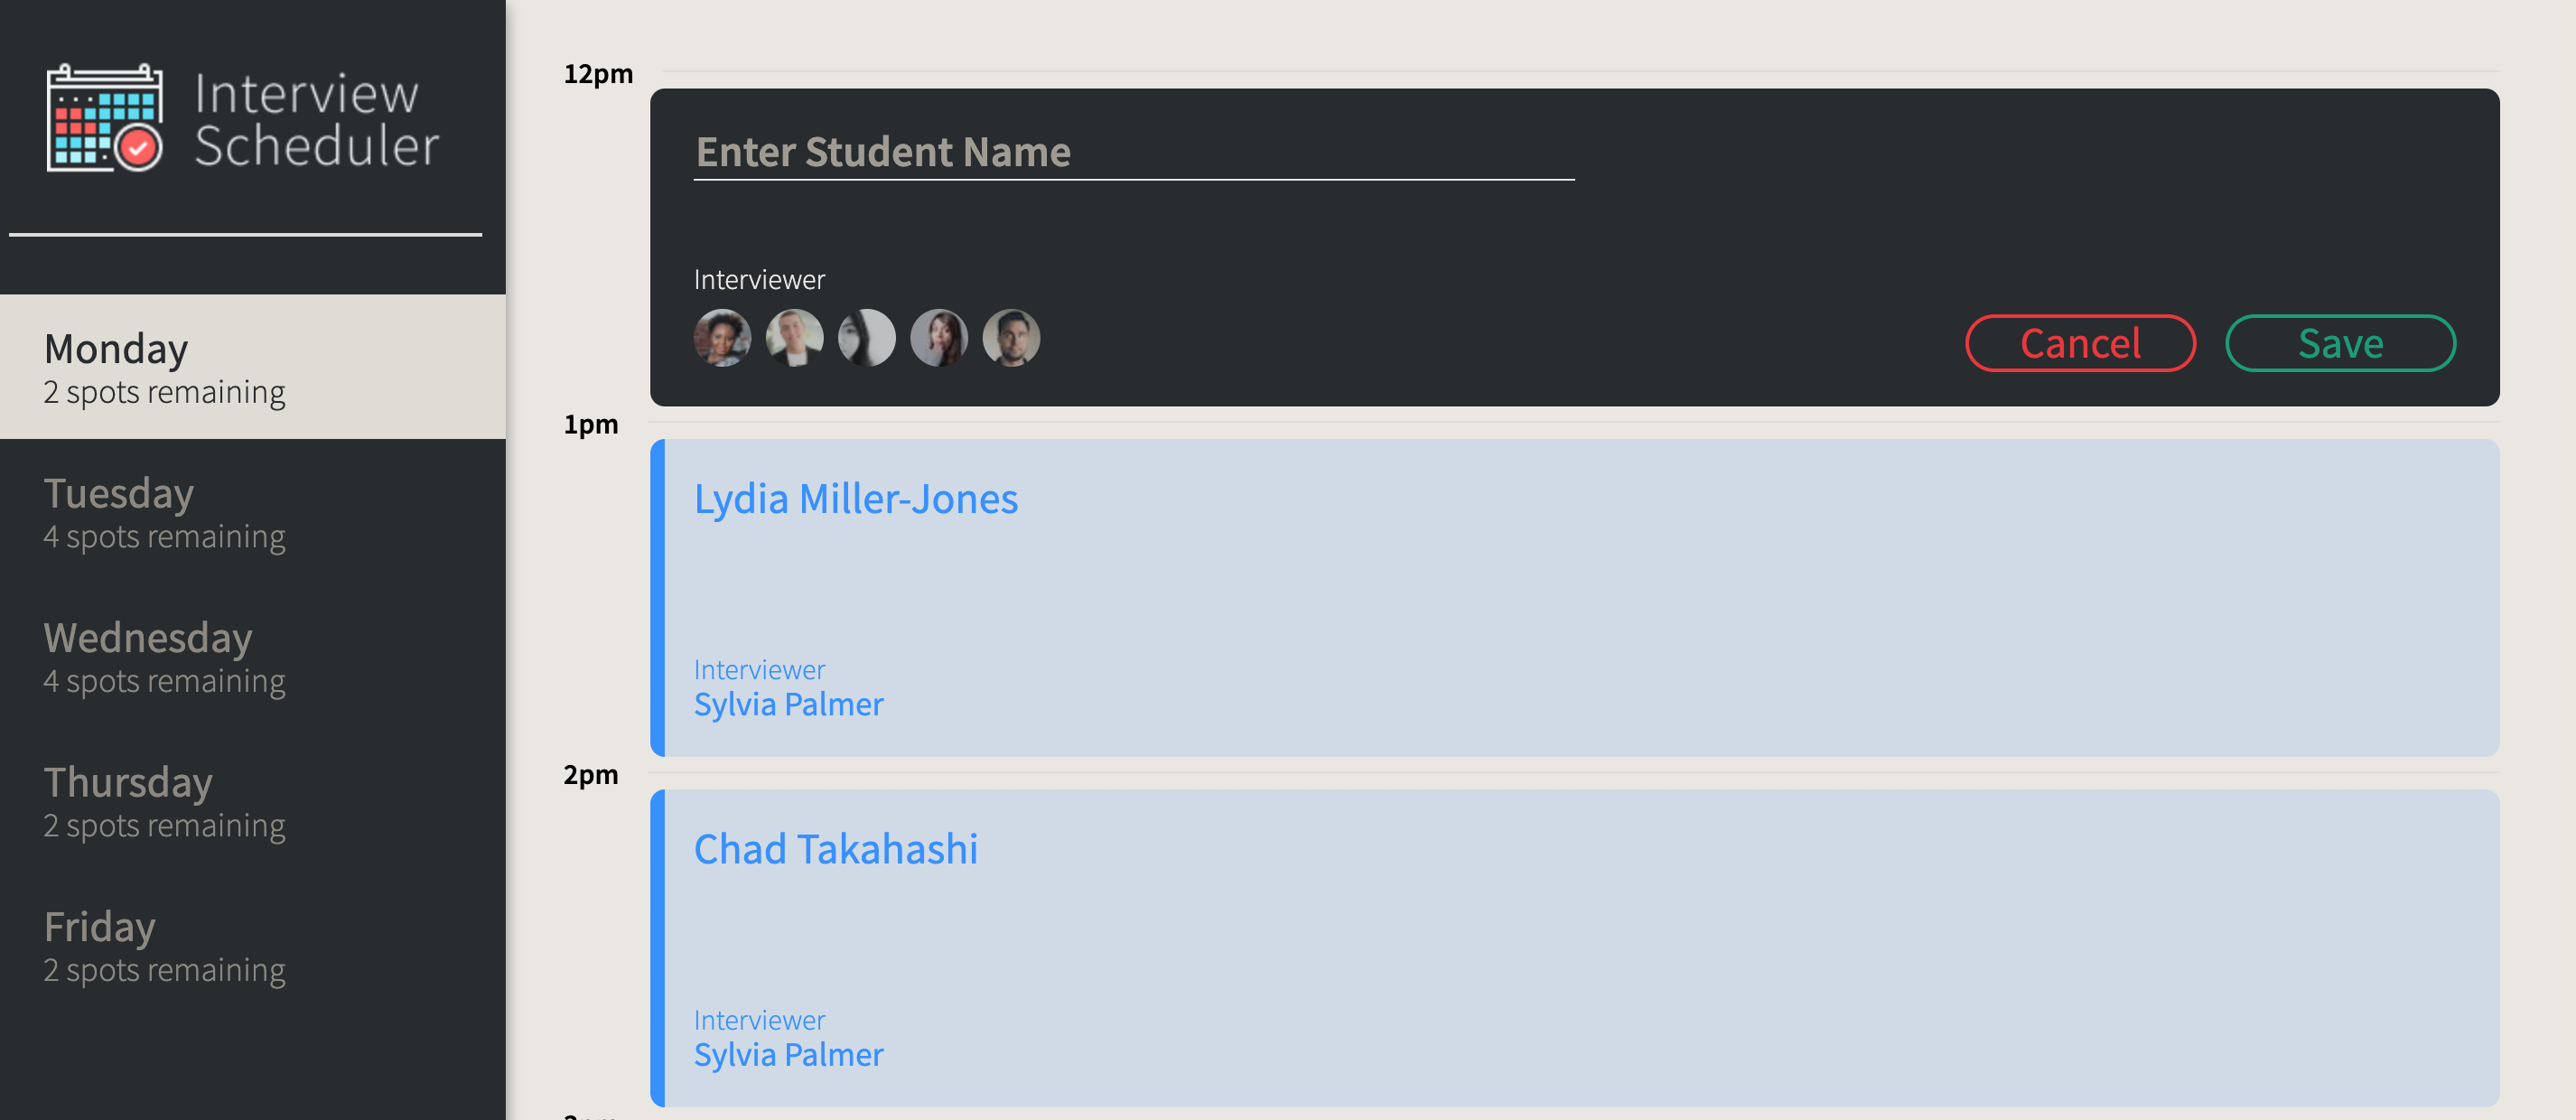 Interview
Scheduler
Monday
2 spots remaining
Tuesday
4 spots remaining
Wednesday
4 spots remaining
Thursday
2 spots remaining
Friday
2 spots remaining
12pm
Enter Student Name
Interviewer
Cancel
Save
1pm
Lydia Miller-Jones
Interviewer
Sylvia Palmer
2pm
Chad Takahashi
Interviewer
Sylvia Palmer